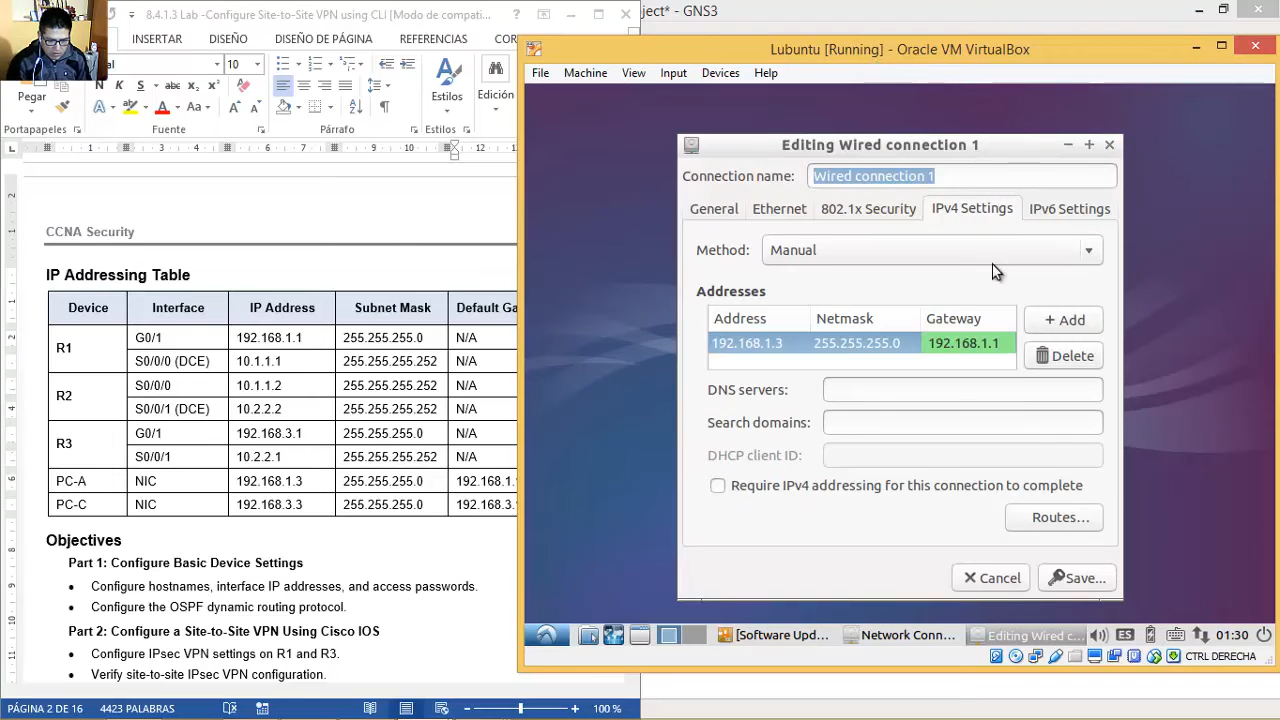 8.4.1.3 Lab -Configure Site-to-Site VPN using CLI [Modo de compati...
ject* - GNS3
INSERTAR DISEÑO DISEÑO DE PÁGINA REFERENCIAS COR
10
Pegar
N K S abc x₂ x²
Estilos
Edición
Portapapeles Fuente Párrafo Estilos
CCNA Security
IP Addressing Table
Device Interface IP Address Subnet Mask Default Ga
R1 G0/1 192.168.1.1 255.255.255.0 N/A
S0/0/0 (DCE) 10.1.1.1 255.255.255.252 N/A
R2 S0/0/0 10.1.1.2 255.255.255.252 N/A
S0/0/1 (DCE) 10.2.2.2 255.255.255.252 N/A
R3 G0/1 192.168.3.1 255.255.255.0 N/A
S0/0/1 10.2.2.1 255.255.255.252 N/A
PC-A NIC 192.168.1.3 255.255.255.0 192.168.1.
PC-C NIC 192.168.3.3 255.255.255.0 192.168.3.
Objectives
Part 1: Configure Basic Device Settings
• Configure hostnames, interface IP addresses, and access passwords.
• Configure the OSPF dynamic routing protocol.
Part 2: Configure a Site-to-Site VPN Using Cisco IOS
• Configure IPsec VPN settings on R1 and R3.
• Verify site-to-site IPsec VPN configuration.
PÁGINA 2 DE 16 4423 PALABRAS 100 %
Lubuntu [Running] - Oracle VM VirtualBox
File Machine View Input Devices Help
Editing Wired connection 1
Connection name: Wired connection 1
General Ethernet 802.1x Security IPv4 Settings IPv6 Settings
Method: Manual
Addresses
Address Netmask Gateway
192.168.1.3 255.255.255.0 192.168.1.1
+ Add
Delete
DNS servers:
Search domains:
DHCP client ID:
Require IPv4 addressing for this connection to complete
Routes…
Cancel Save...
[Software Upd... Network Conn... Editing Wired c... ES 01:30
CTRL DERECHA